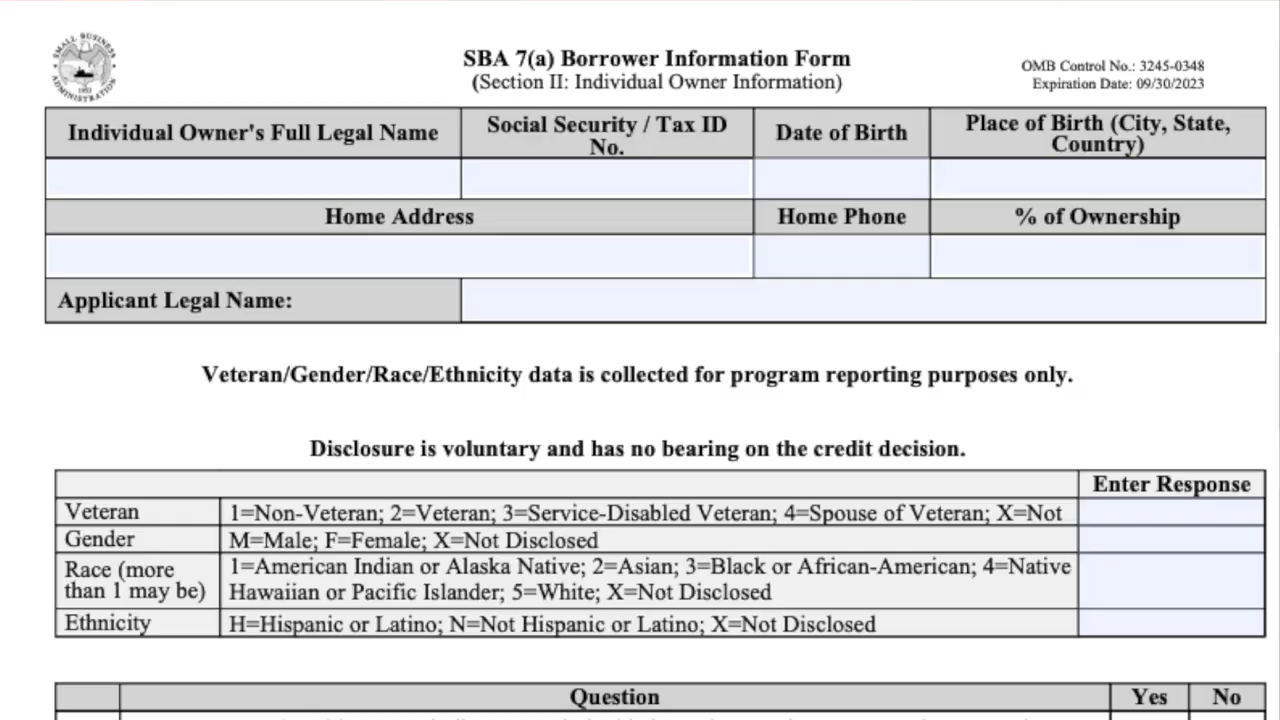 SMALL BUSINESS
ADMINISTRATION
1953
SBA 7(a) Borrower Information Form
(Section II: Individual Owner Information)
OMB Control No.: 3245-0348
Expiration Date: 09/30/2023
Individual Owner's Full Legal Name
Social Security / Tax ID
No.
Date of Birth
Place of Birth (City, State,
Country)
Home Address
Home Phone
% of Ownership
Applicant Legal Name:
Veteran/Gender/Race/Ethnicity data is collected for program reporting purposes only.
Disclosure is voluntary and has no bearing on the credit decision.
Enter Response
Veteran
1=Non-Veteran; 2=Veteran; 3=Service-Disabled Veteran; 4=Spouse of Veteran; X=Not
Gender
M=Male; F=Female; X=Not Disclosed
Race (more
than 1 may be)
1=American Indian or Alaska Native; 2=Asian; 3=Black or African-American; 4=Native
Hawaiian or Pacific Islander; 5=White; X=Not Disclosed
Ethnicity
H=Hispanic or Latino; N=Not Hispanic or Latino; X=Not Disclosed
Question
Yes
No